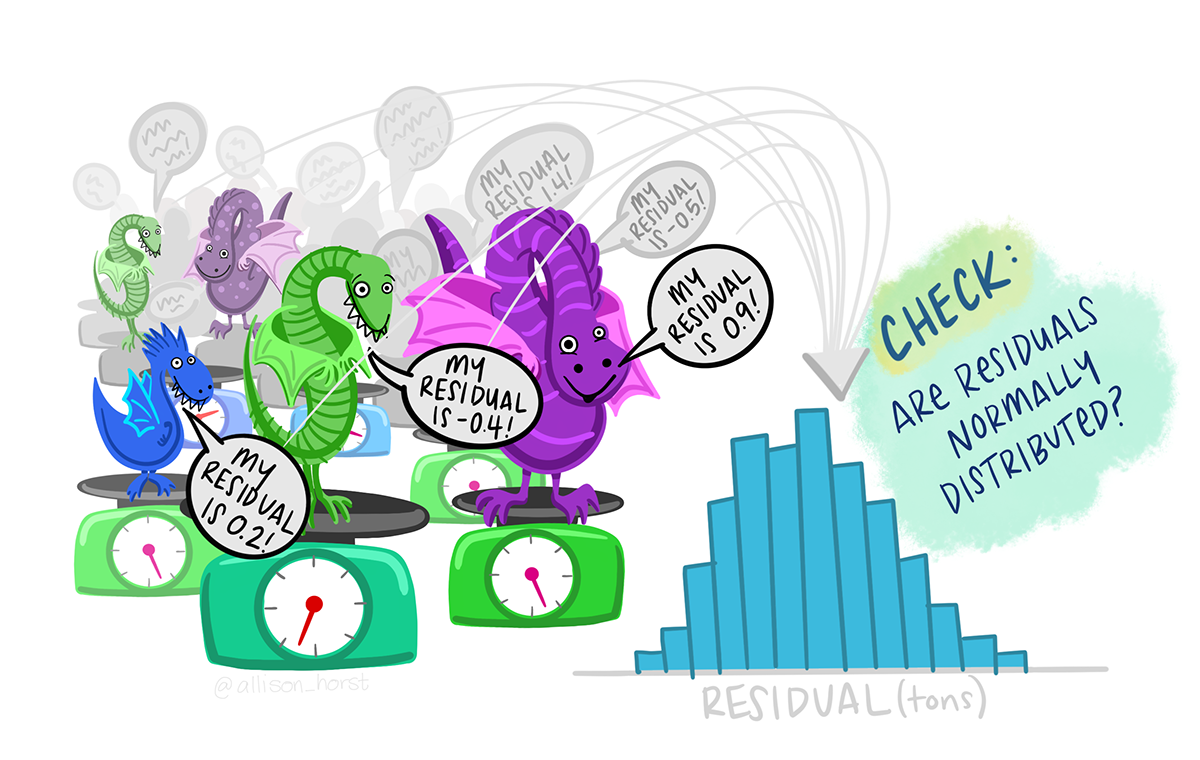 MY
RESIDUAL
IS 1.4!
MY
RESIDUAL
IS -0.5!
MY
RESIDUAL
IS 0.9!
MY
RESIDUAL
IS -0.4!
MY
RESIDUAL
IS 0.2!
CHECK:
ARE RESIDUALS
NORMALLY
DISTRIBUTED?
@allison_horst
RESIDUAL (tons)